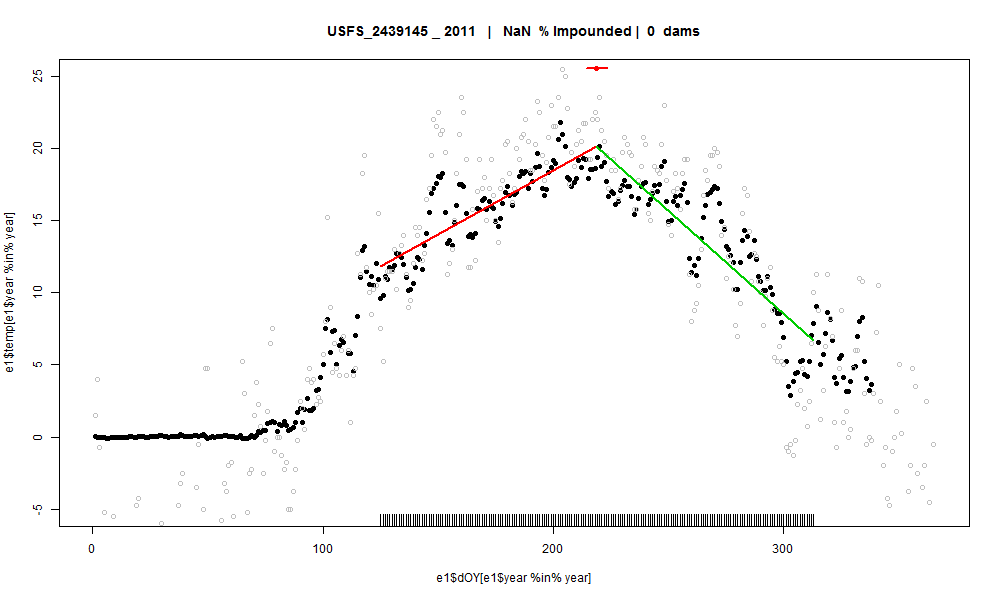 USFS_2439145 _ 2011 | NaN % Impounded | 0 dams
e1$temp[e1$year %in% year]
25
20
15
10
5
0
-5
0 100 200 300
e1$dOY[e1$year %in% year]